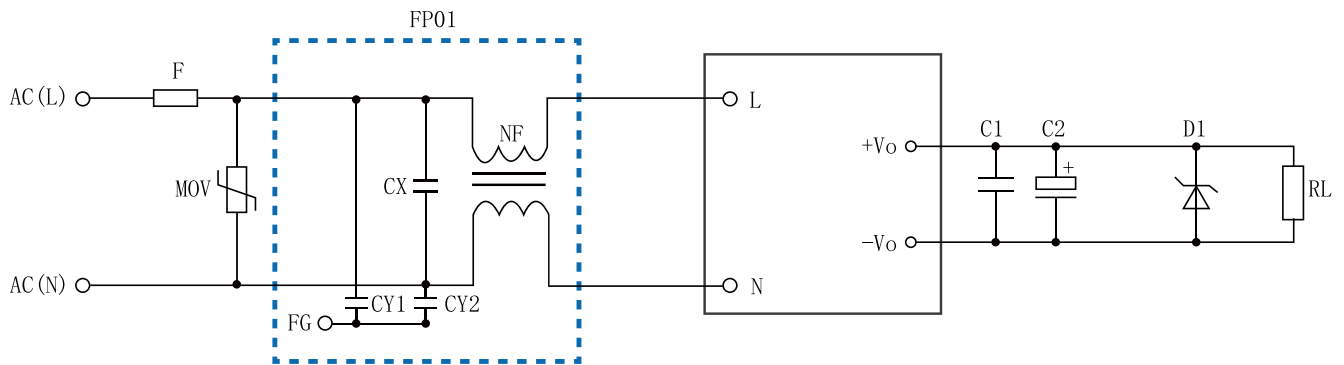 FP01
F
AC(L)
NF
L
MOV
CX
AC(N)
N
CY1
CY2
FG
+Vo
-Vo
C1
C2
+
D1
RL